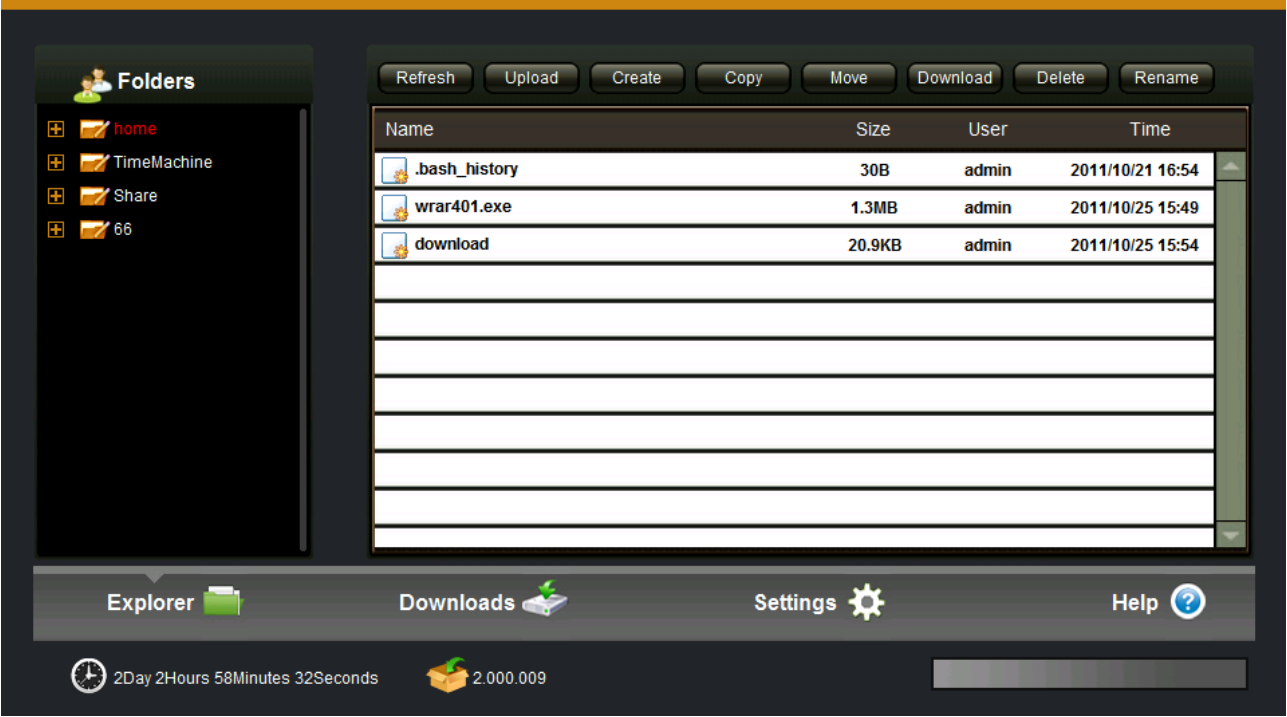 Folders
Refresh Upload Create Copy Move Download Delete Rename
home
TimeMachine
Share
66
Name Size User Time
.bash_history 30B admin 2011/10/21 16:54
wrar401.exe 1.3MB admin 2011/10/25 15:49
download 20.9KB admin 2011/10/25 15:54
Explorer Downloads Settings Help
2Day 2Hours 58Minutes 32Seconds 2.000.009